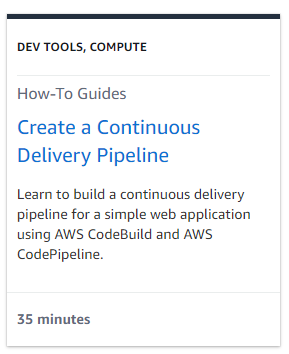 DEV TOOLS, COMPUTE
How-To Guides
Create a Continuous
Delivery Pipeline
Learn to build a continuous delivery
pipeline for a simple web application
using AWS CodeBuild and AWS
CodePipeline.
35 minutes